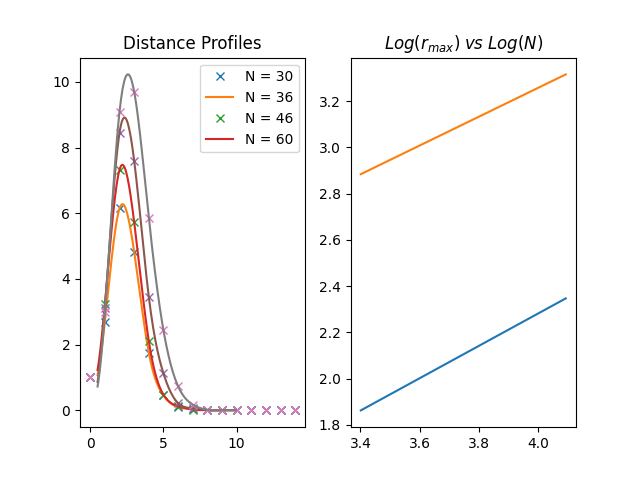 Distance Profiles
N = 30
N = 36
N = 46
N = 60
10
8
6
4
2
0
0 5 10
Log(r_max) vs Log(N)
3.2
3.0
2.8
2.6
2.4
2.2
2.0
1.8
3.4 3.6 3.8 4.0